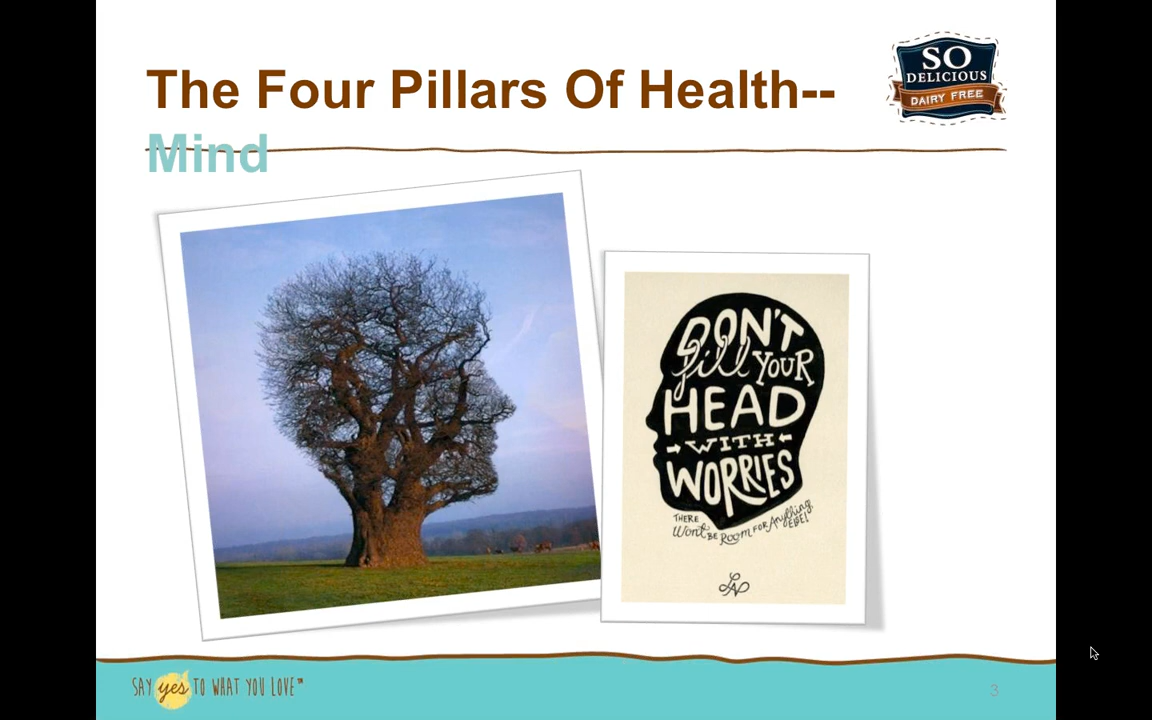 The Four Pillars Of Health--
Mind
SO
DELICIOUS
DAIRY FREE
DON'T
fill YOUR
HEAD
WITH
WORRIES
THERE
Won't BE ROOM FOR Anything
ELSE!
LAP
SAY yes TO WHAT YOU LOVE™
3